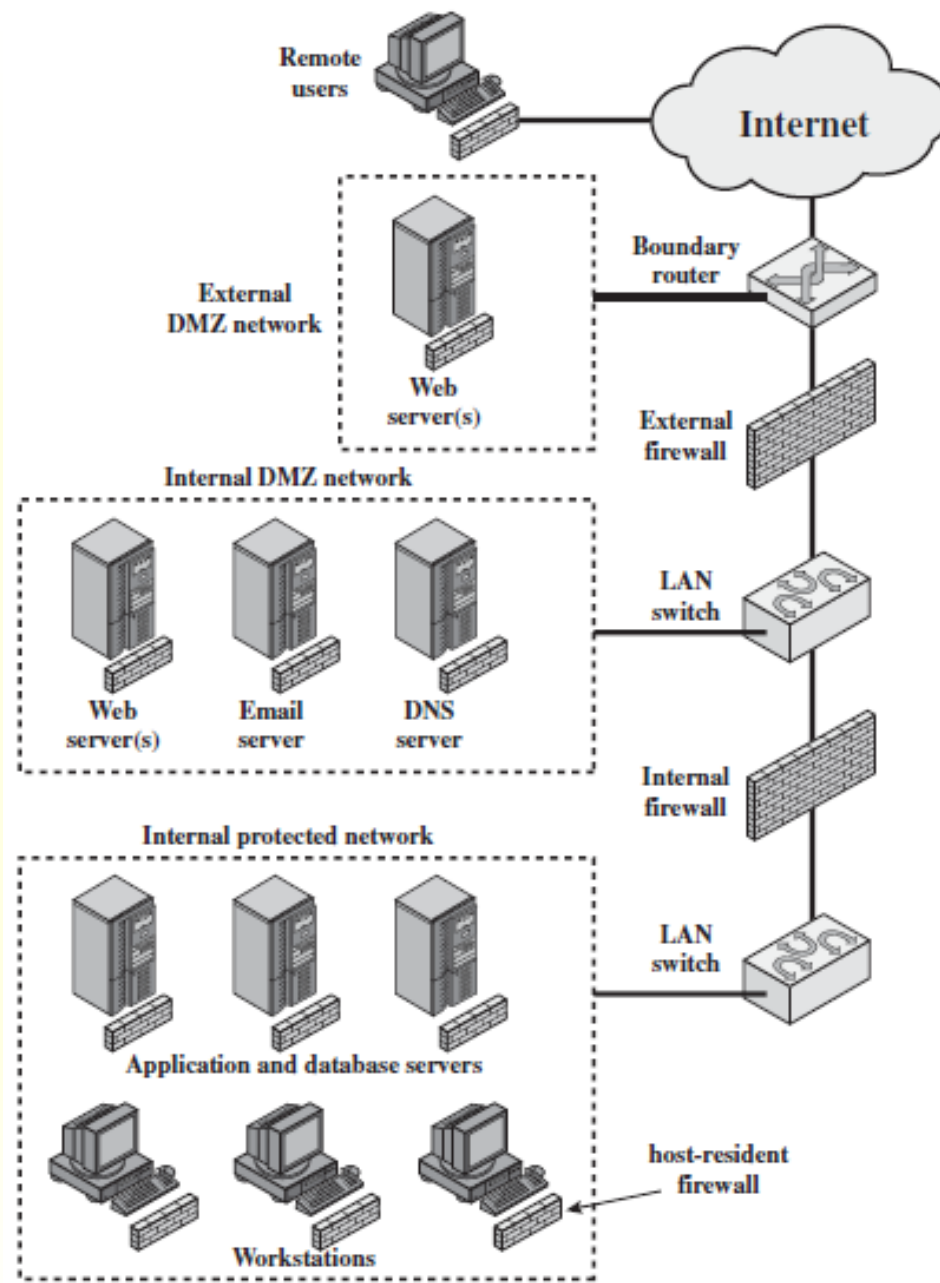 Remote
users
Internet
Boundary
router
External
DMZ network
Web
server(s)
External
firewall
Internal DMZ network
LAN
switch
Web
server(s)
Email
server
DNS
server
Internal
firewall
Internal protected network
LAN
switch
Application and database servers
host-resident
firewall
Workstations